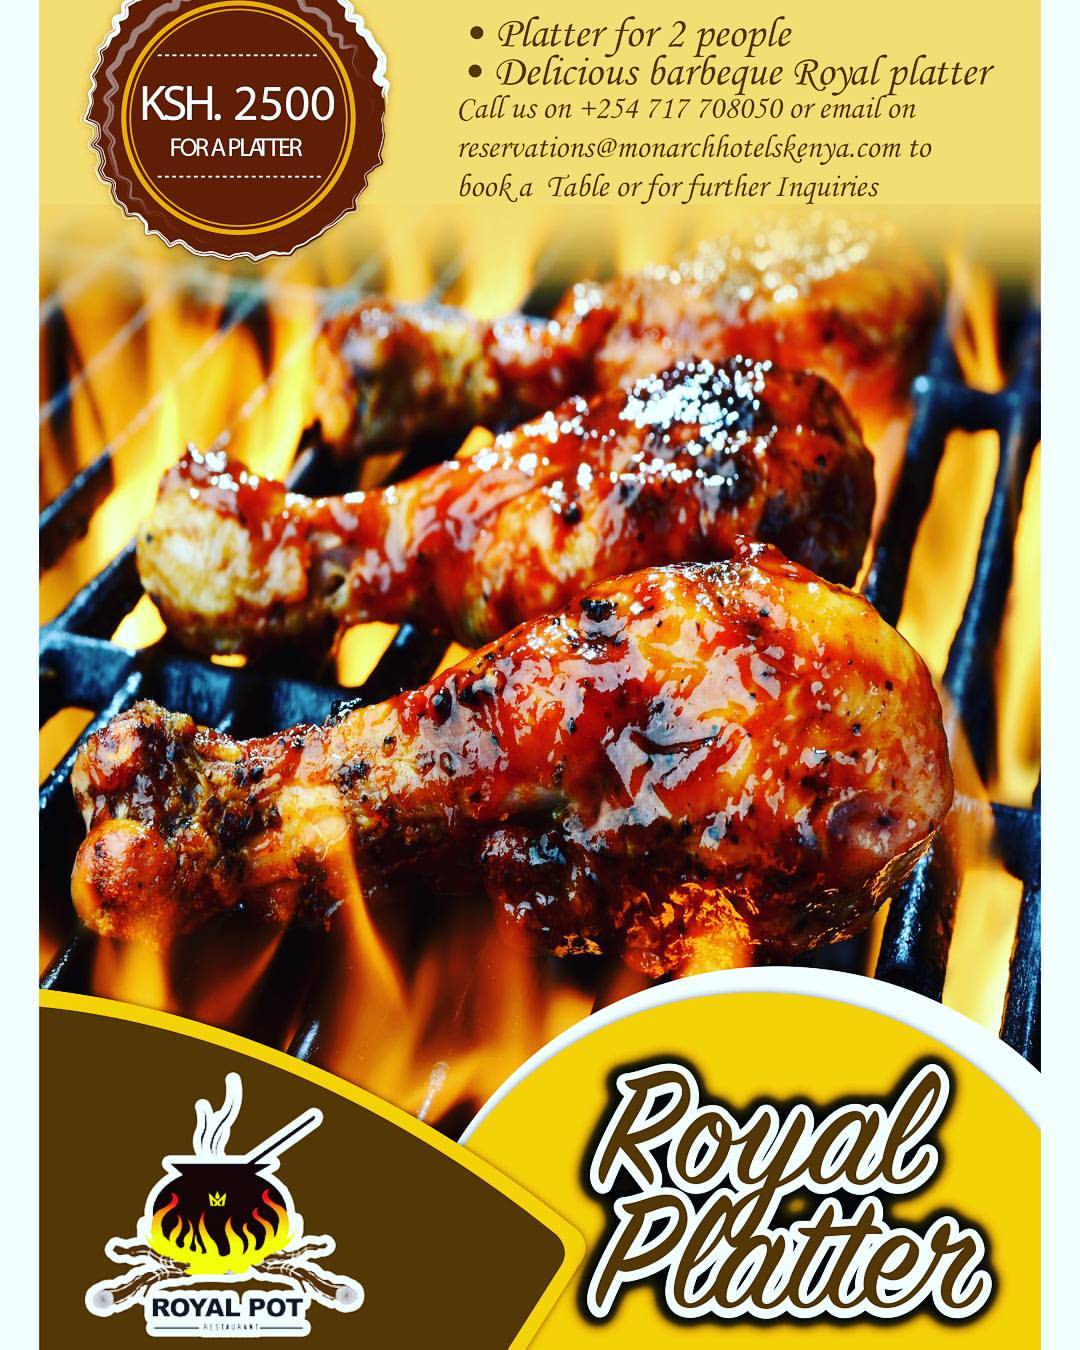 KSH. 2500
FOR A PLATTER
• Platter for 2 people
• Delicious barbeque Royal platter
Call us on +254 717 708050 or email on
reservations@monarchhotelskenya.com to
book a Table or for further Inquiries
Royal
Platter
ROYAL POT
RESTAURANT